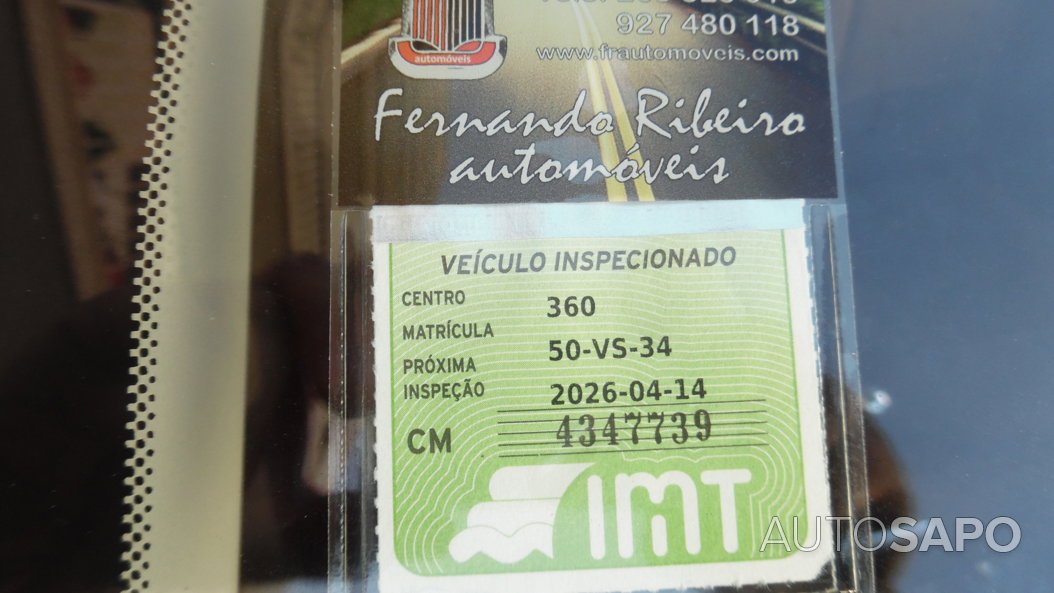 927 480 118
www.frautomoveis.com
automóveis
Fernando Ribeiro
automóveis
VEÍCULO INSPECIONADO
CENTRO 360
MATRÍCULA 50-VS-34
PRÓXIMA
INSPEÇÃO 2026-04-14
CM 4347739
IMT
AUTOSAPO